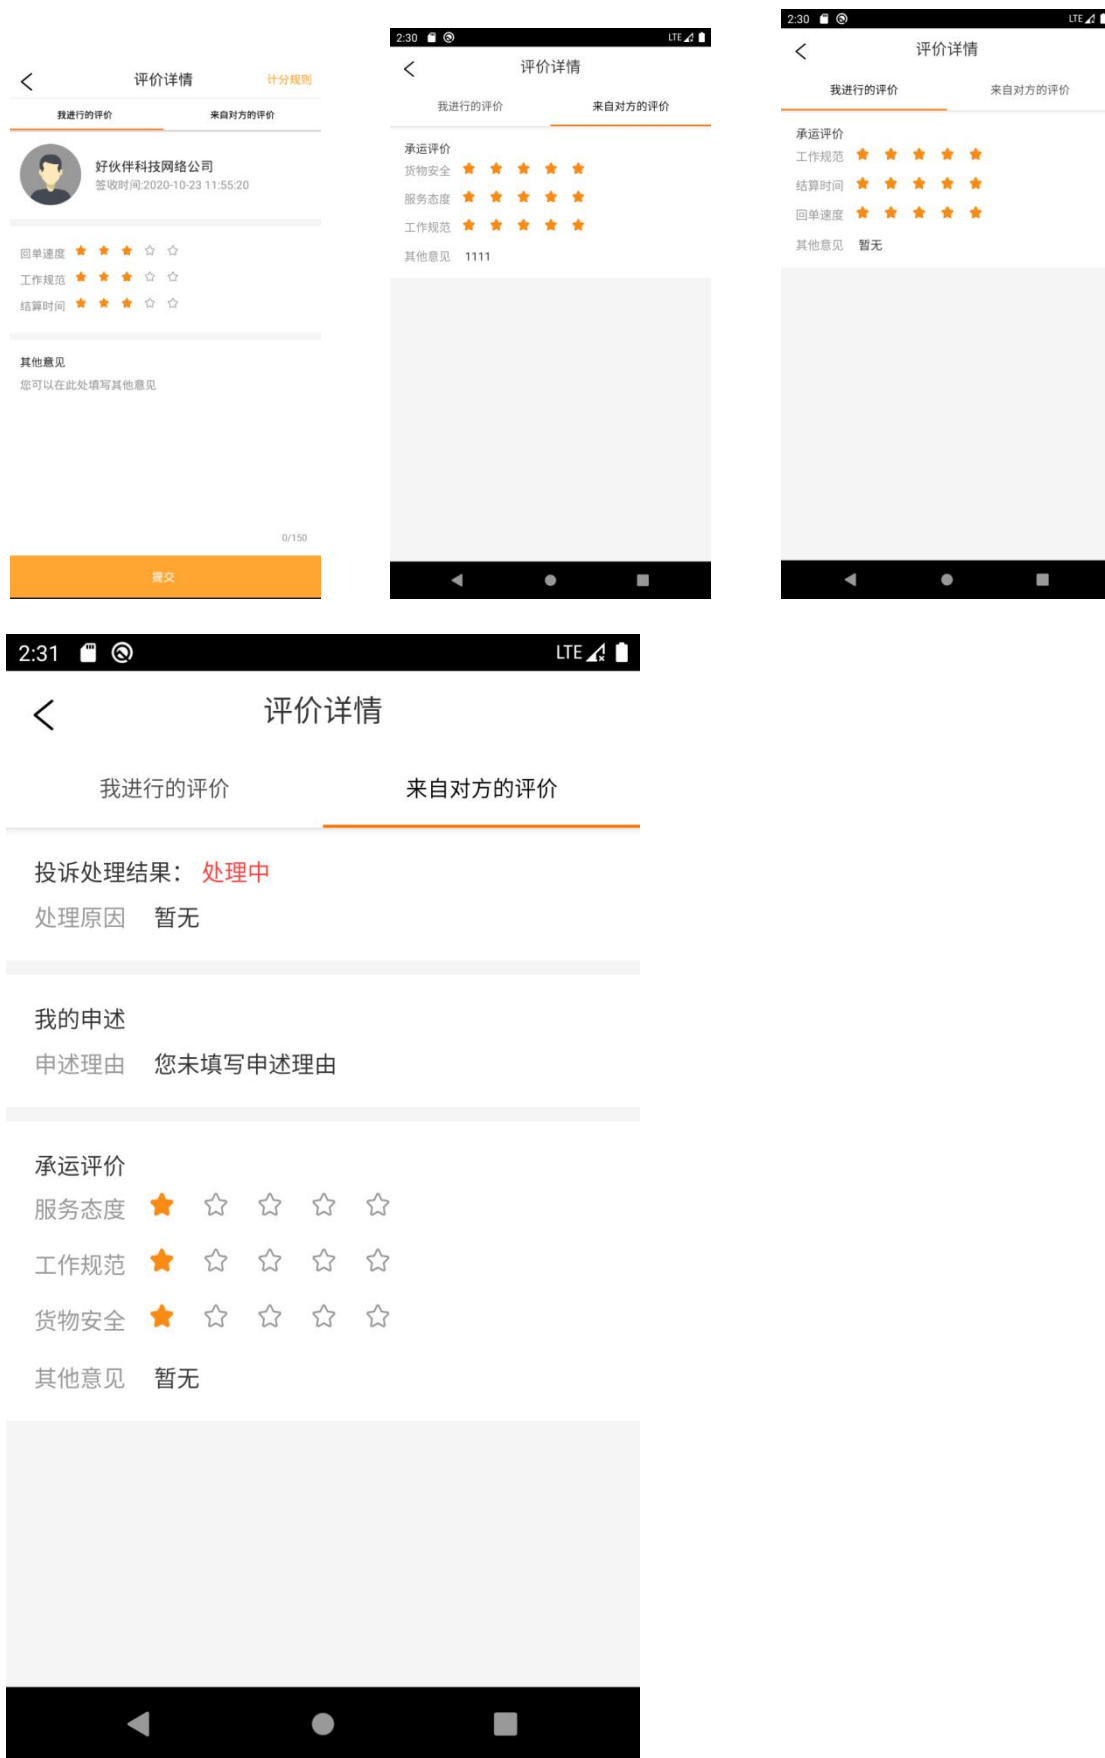 评价详情 计分规则
我进行的评价 来自对方的评价
好伙伴科技网络公司
签收时间:2020-10-23 11:55:20
回单速度
工作规范
结算时间
其他意见
您可以在此处填写其他意见
0/150
提交
2:30 LTE
评价详情
我进行的评价 来自对方的评价
承运评价
货物安全
服务态度
工作规范
其他意见 1111
2:30 LTE
评价详情
我进行的评价 来自对方的评价
承运评价
工作规范
结算时间
回单速度
其他意见 暂无
2:31 LTE
评价详情
我进行的评价 来自对方的评价
投诉处理结果： 处理中
处理原因 暂无
我的申述
申述理由 您未填写申述理由
承运评价
服务态度
工作规范
货物安全
其他意见 暂无